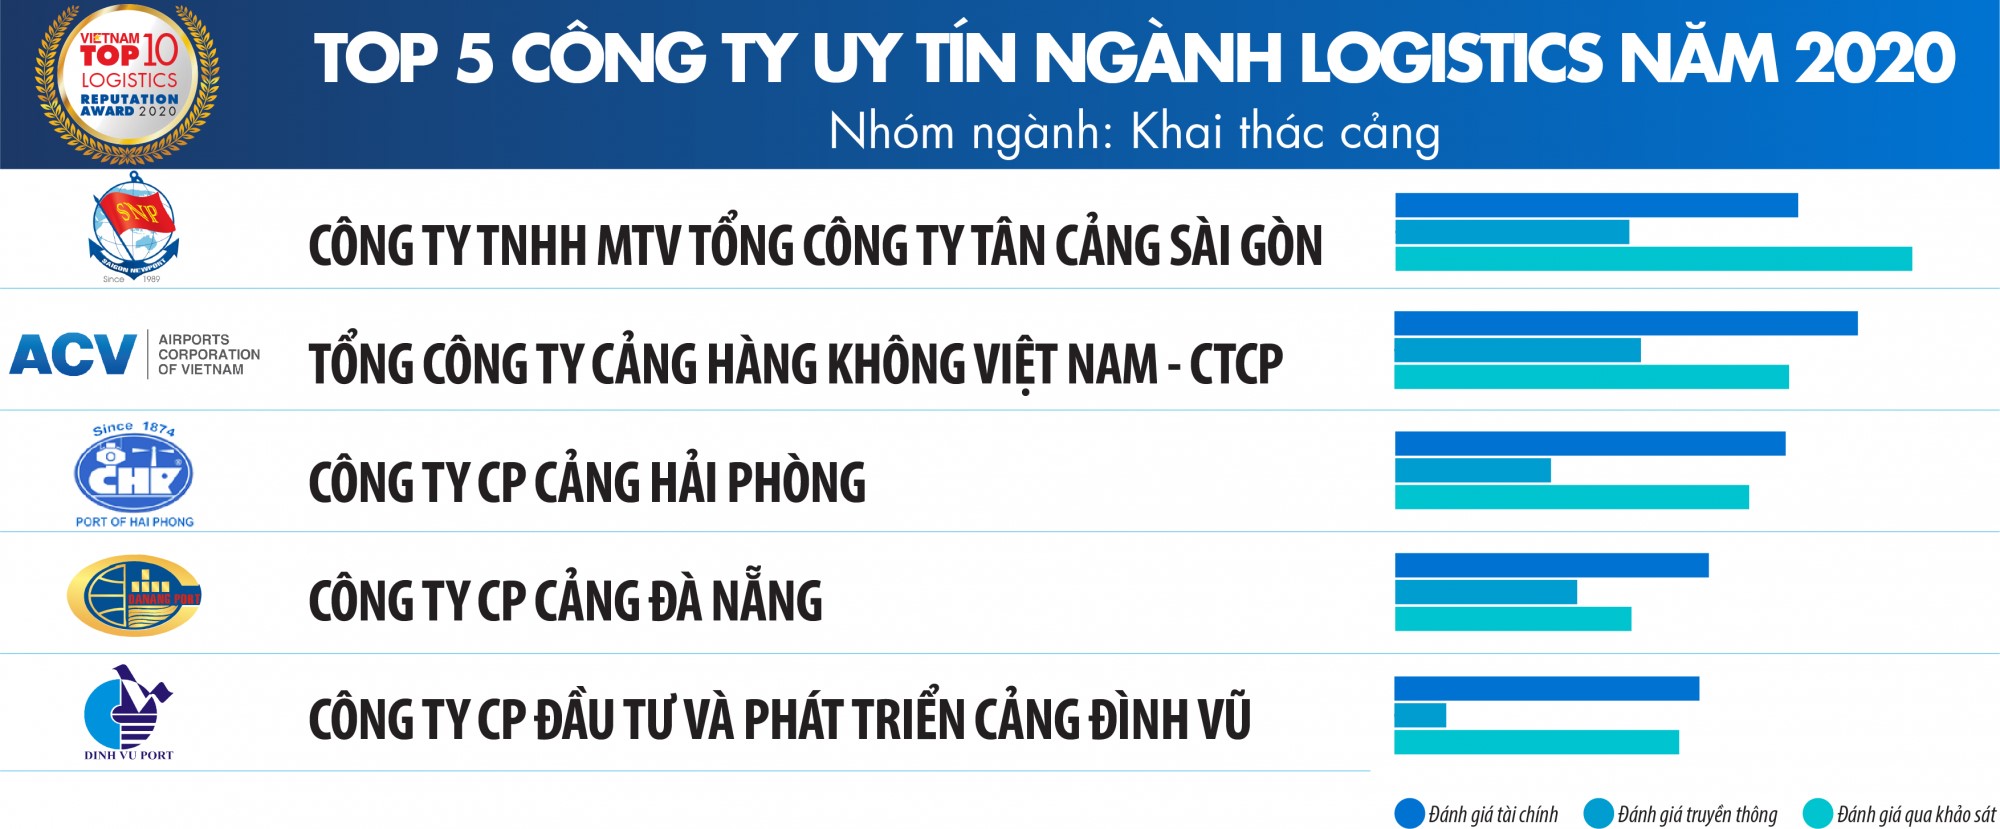 VIETNAM
TOP 10
LOGISTICS
REPUTATION
AWARD 2020
TOP 5 CÔNG TY UY TÍN NGÀNH LOGISTICS NĂM 2020
Nhóm ngành: Khai thác cảng
SNP
SAIGON NEWPORT
Since 1989
CÔNG TY TNHH MTV TỔNG CÔNG TY TÂN CẢNG SÀI GÒN
ACV
AIRPORTS
CORPORATION
OF VIETNAM
TỔNG CÔNG TY CẢNG HÀNG KHÔNG VIỆT NAM - CTCP
Since 1874
CHP®
PORT OF HAI PHONG
CÔNG TY CP CẢNG HẢI PHÒNG
DANANG PORT
CÔNG TY CP CẢNG ĐÀ NẴNG
DINH VU PORT
CÔNG TY CP ĐẦU TƯ VÀ PHÁT TRIỂN CẢNG ĐÌNH VŨ
Đánh giá tài chính
Đánh giá truyền thông
Đánh giá qua khảo sát